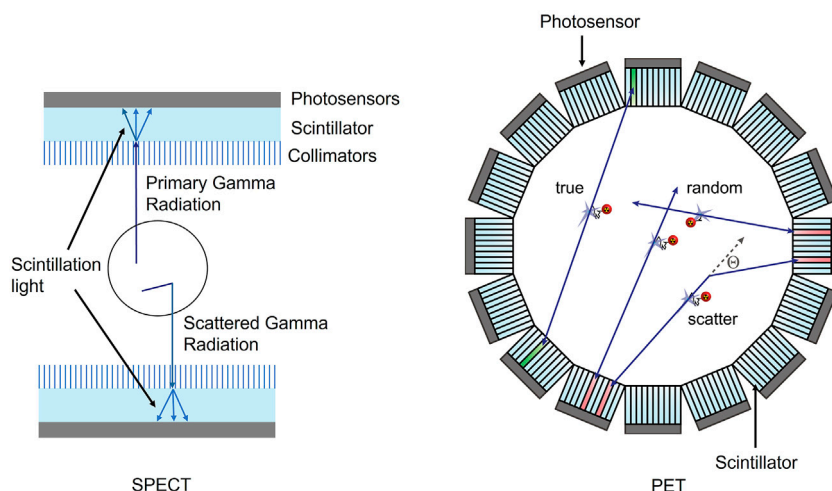 Photosensors
Scintillator
Collimators
Primary Gamma
Radiation
Scintillation
light
Scattered Gamma
Radiation
SPECT
Photosensor
true
random
Θ
scatter
Scintillator
PET